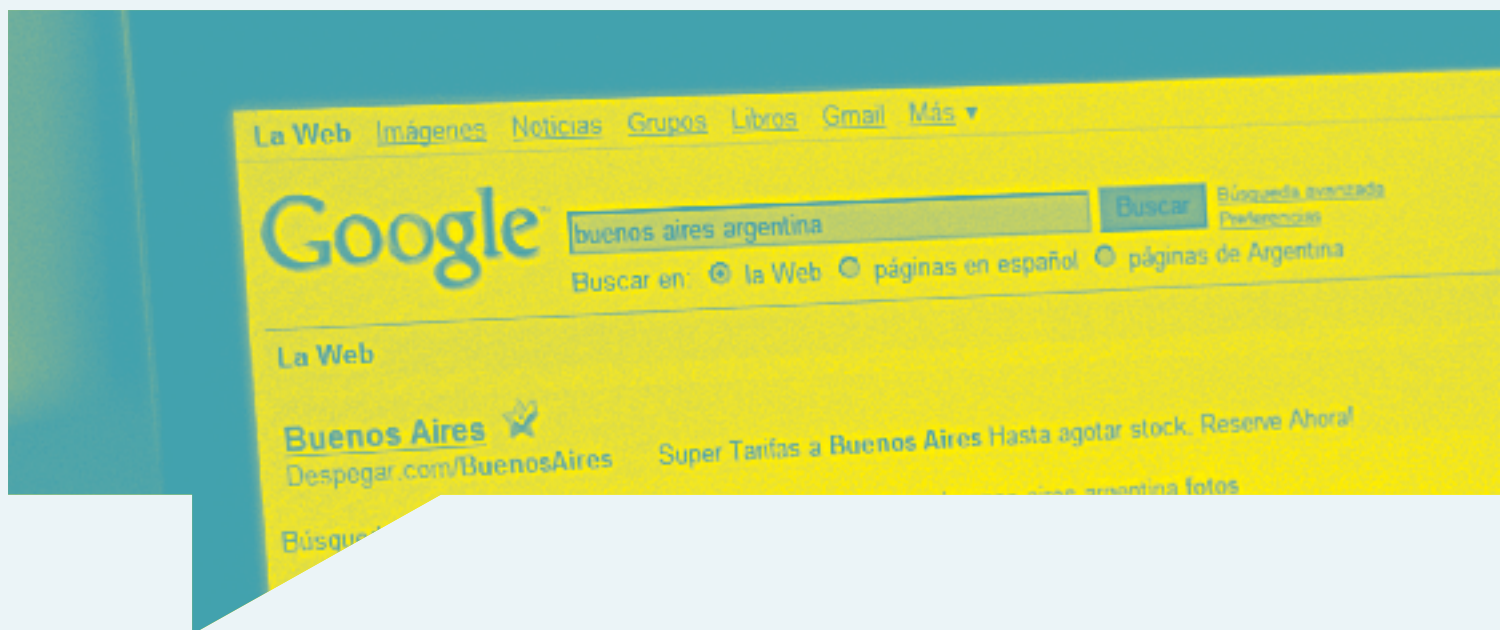 La Web Imágenes Noticias Grupos Libros Gmail Más ▼
Google™ buenos aires argentina Buscar Búsqueda avanzada
Preferencias
Buscar en: la Web páginas en español páginas de Argentina
La Web
Buenos Aires
Despegar.com/BuenosAires Super Tarifas a Buenos Aires Hasta agotar stock. Reserve Ahora!
aires argentina fotos